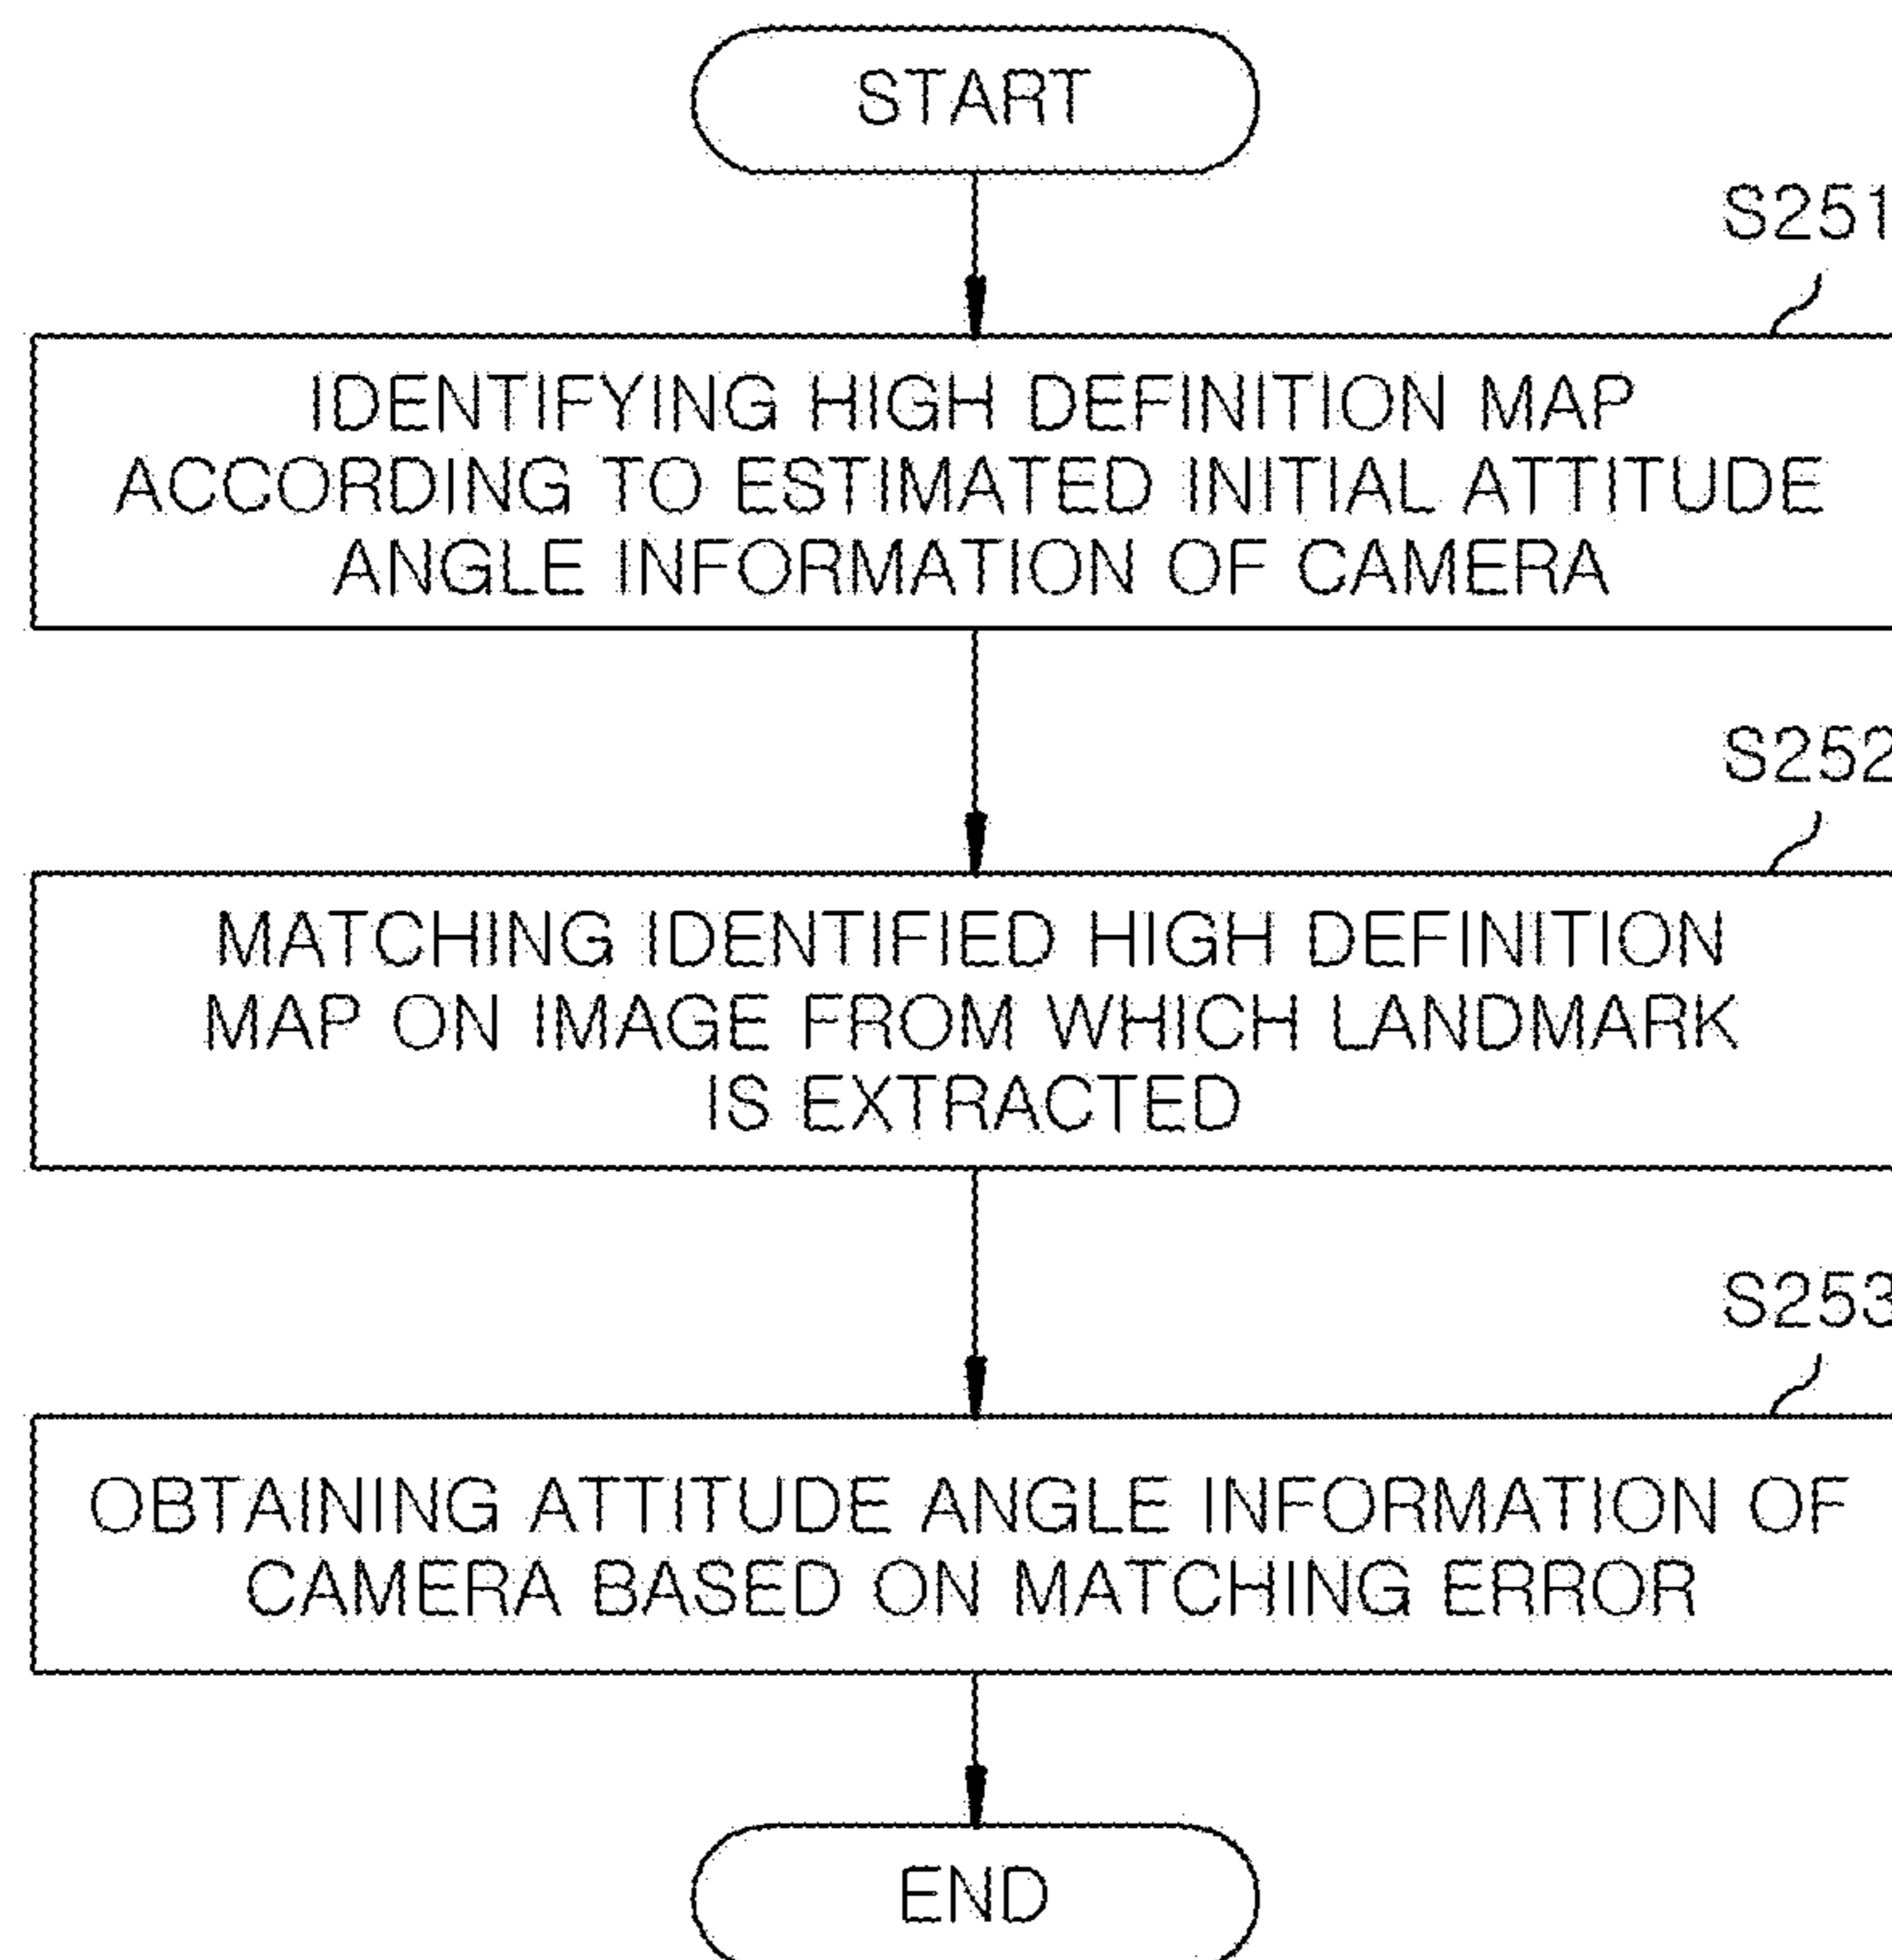 START
S251
IDENTIFYING HIGH DEFINITION MAP
ACCORDING TO ESTIMATED INITIAL ATTITUDE
ANGLE INFORMATION OF CAMERA
S252
MATCHING IDENTIFIED HIGH DEFINITION
MAP ON IMAGE FROM WHICH LANDMARK
IS EXTRACTED
S253
OBTAINING ATTITUDE ANGLE INFORMATION OF
CAMERA BASED ON MATCHING ERROR
END